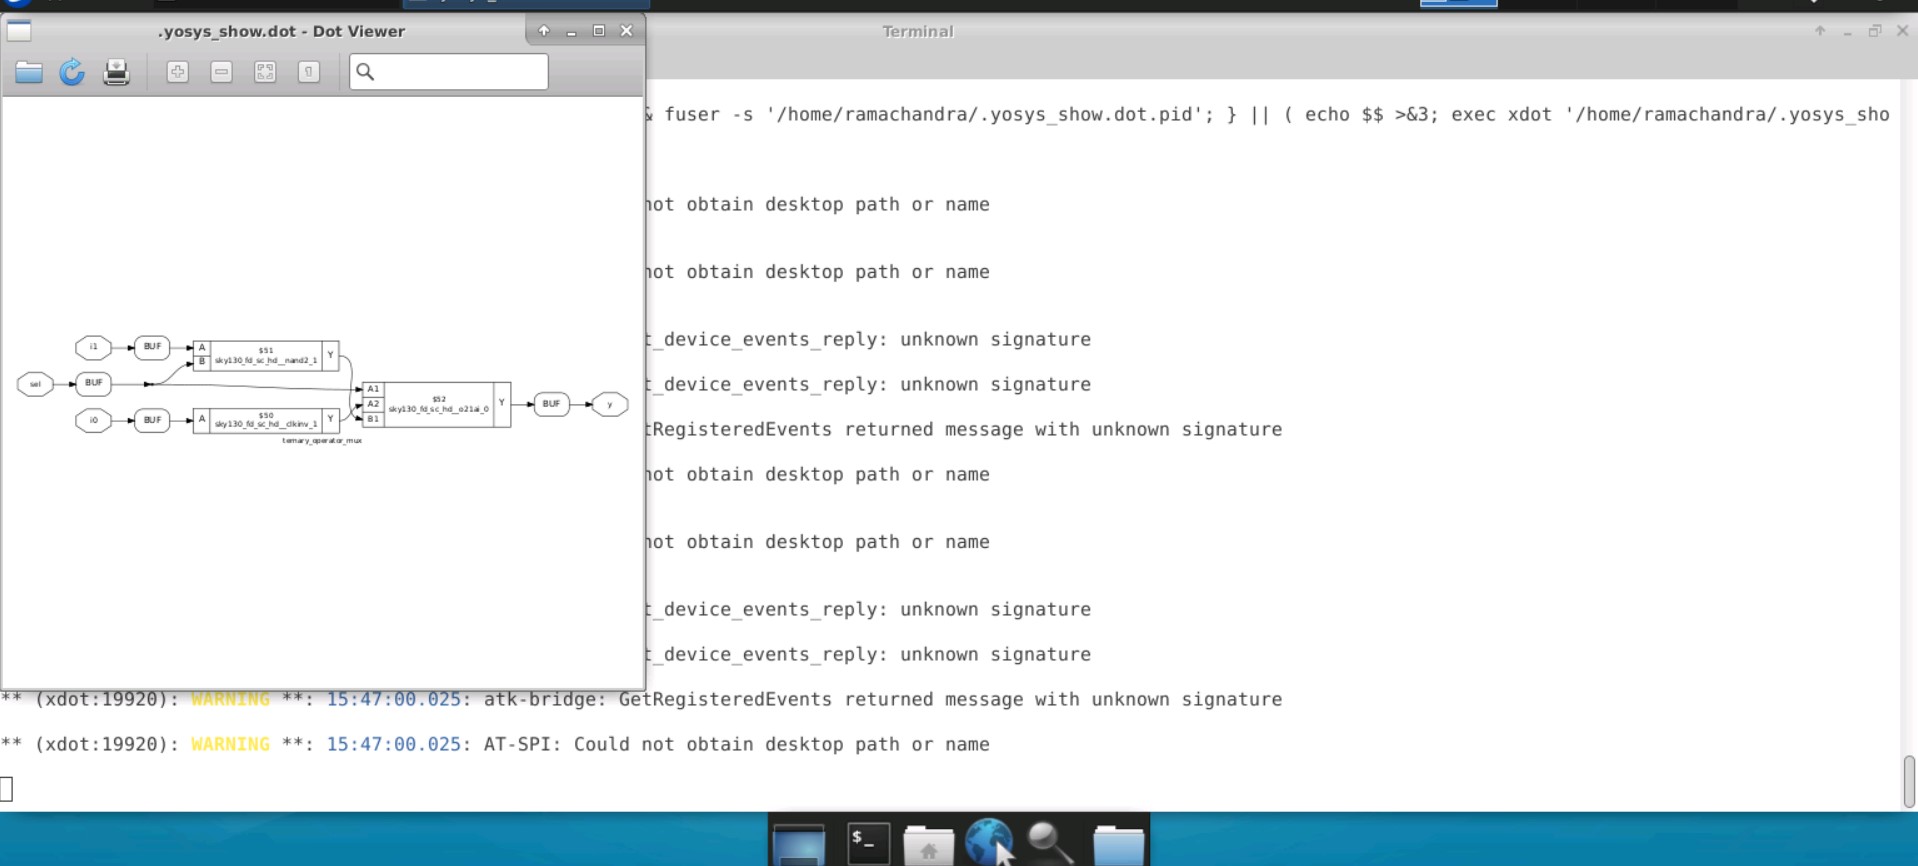 .yosys_show.dot - Dot Viewer
Terminal
& fuser -s '/home/ramachandra/.yosys_show.dot.pid'; } || ( echo $$ >&3; exec xdot '/home/ramachandra/.yosys_sho
not obtain desktop path or name
not obtain desktop path or name
t_device_events_reply: unknown signature
i1
BUF
A
B
$51
sky130_fd_sc_hd__nand2_1
Y
sel
BUF
t_device_events_reply: unknown signature
A1
A2
B1
$52
sky130_fd_sc_hd__o21ai_0
Y
BUF
y
i0
BUF
A
$50
sky130_fd_sc_hd__clkinv_1
Y
ternary_operator_mux
tRegisteredEvents returned message with unknown signature
not obtain desktop path or name
not obtain desktop path or name
t_device_events_reply: unknown signature
t_device_events_reply: unknown signature
** (xdot:19920): WARNING **: 15:47:00.025: atk-bridge: GetRegisteredEvents returned message with unknown signature
** (xdot:19920): WARNING **: 15:47:00.025: AT-SPI: Could not obtain desktop path or name
$_